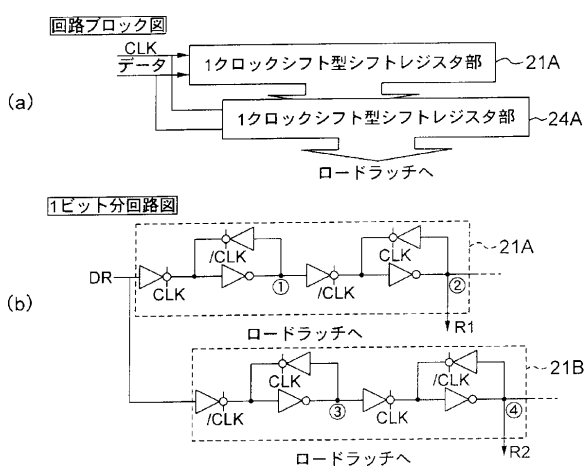 回路ブロック図
CLK
データ
1クロックシフト型シフトレジスタ部
21A
(a)
1クロックシフト型シフトレジスタ部
24A
ロードラッチへ
1ビット分回路図
21A
/CLK
CLK
DR
CLK
①
/CLK
②
(b)
ロードラッチへ
R1
21B
CLK
/CLK
/CLK
③
CLK
④
ロードラッチへ
R2